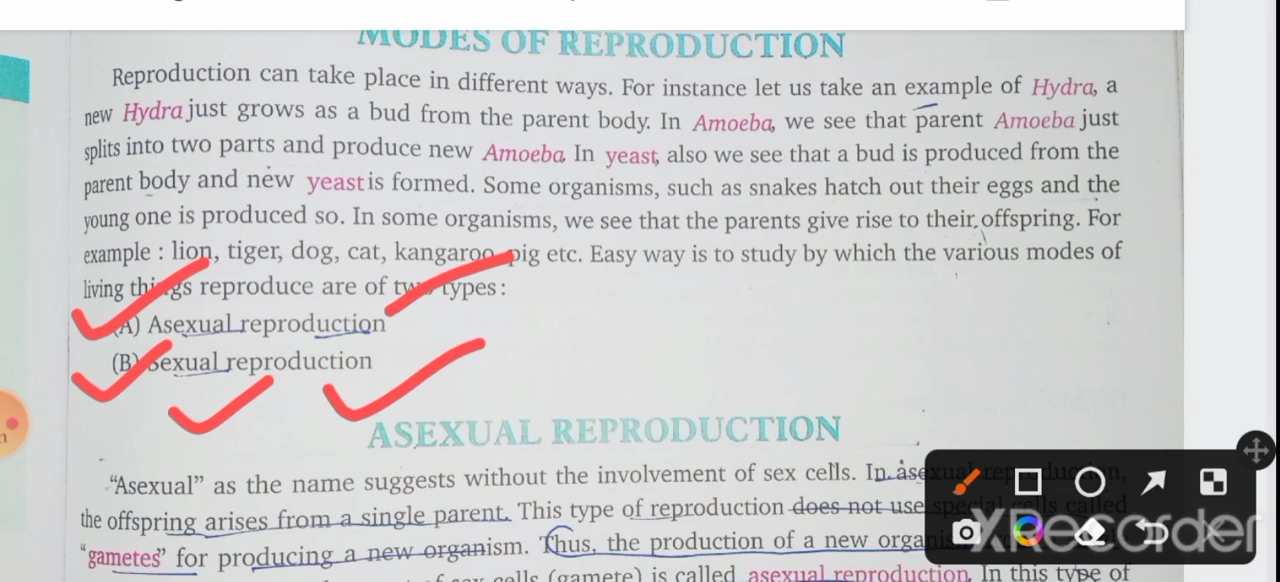 MODES OF REPRODUCTION
Reproduction can take place in different ways. For instance let us take an example of Hydra, a
new Hydra just grows as a bud from the parent body. In Amoeba, we see that parent Amoeba just
splits into two parts and produce new Amoeba. In yeast, also we see that a bud is produced from the
parent body and new yeast is formed. Some organisms, such as snakes hatch out their eggs and the
young one is produced so. In some organisms, we see that the parents give rise to their offspring. For
example : lion, tiger, dog, cat, kangaroo, pig etc. Easy way is to study by which the various modes of
living things reproduce are of two types :
(A) Asexual reproduction
(B) Sexual reproduction
ASEXUAL REPRODUCTION
"Asexual" as the name suggests without the involvement of sex cells. In asexual reproduction,
the offspring arises from a single parent. This type of reproduction does not use special cells called
"gametes" for producing a new organism. Thus, the production of a new
cells (gamete) is called asexual reproduction. In this type of
XRecorder